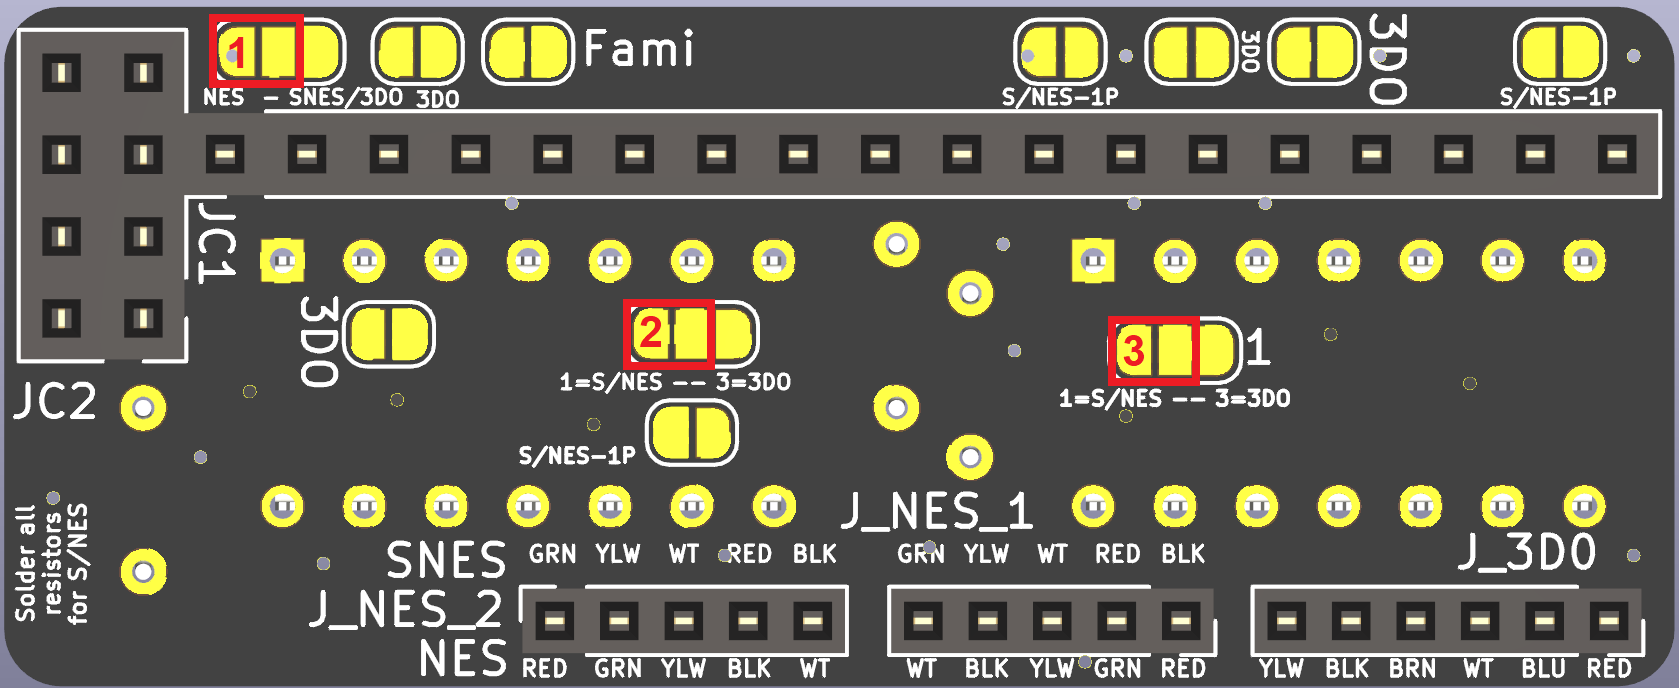 1
Fami
3DO
3DO
NES - SNES/3DO
3DO
S/NES-1P
S/NES-1P
JC1
3DO
2
3
1
1=S/NES -- 3=3DO
1=S/NES -- 3=3DO
JC2
S/NES-1P
Solder all
resistors
for S/NES
J_NES_1
SNES
GRN YLW WT RED BLK
GRN YLW WT RED BLK
J_3DO
J_NES_2
NES
RED GRN YLW BLK WT
WT BLK YLW GRN RED
YLW BLK BRN WT BLU RED